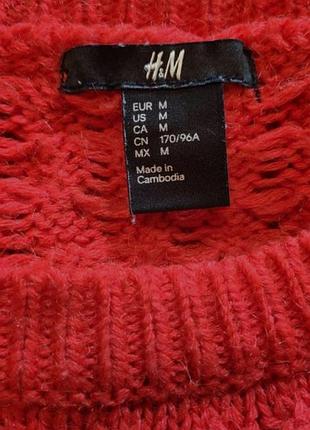 H&M
EUR M
US M
CA M
CN 170/96A
MX M
Made in
Cambodia